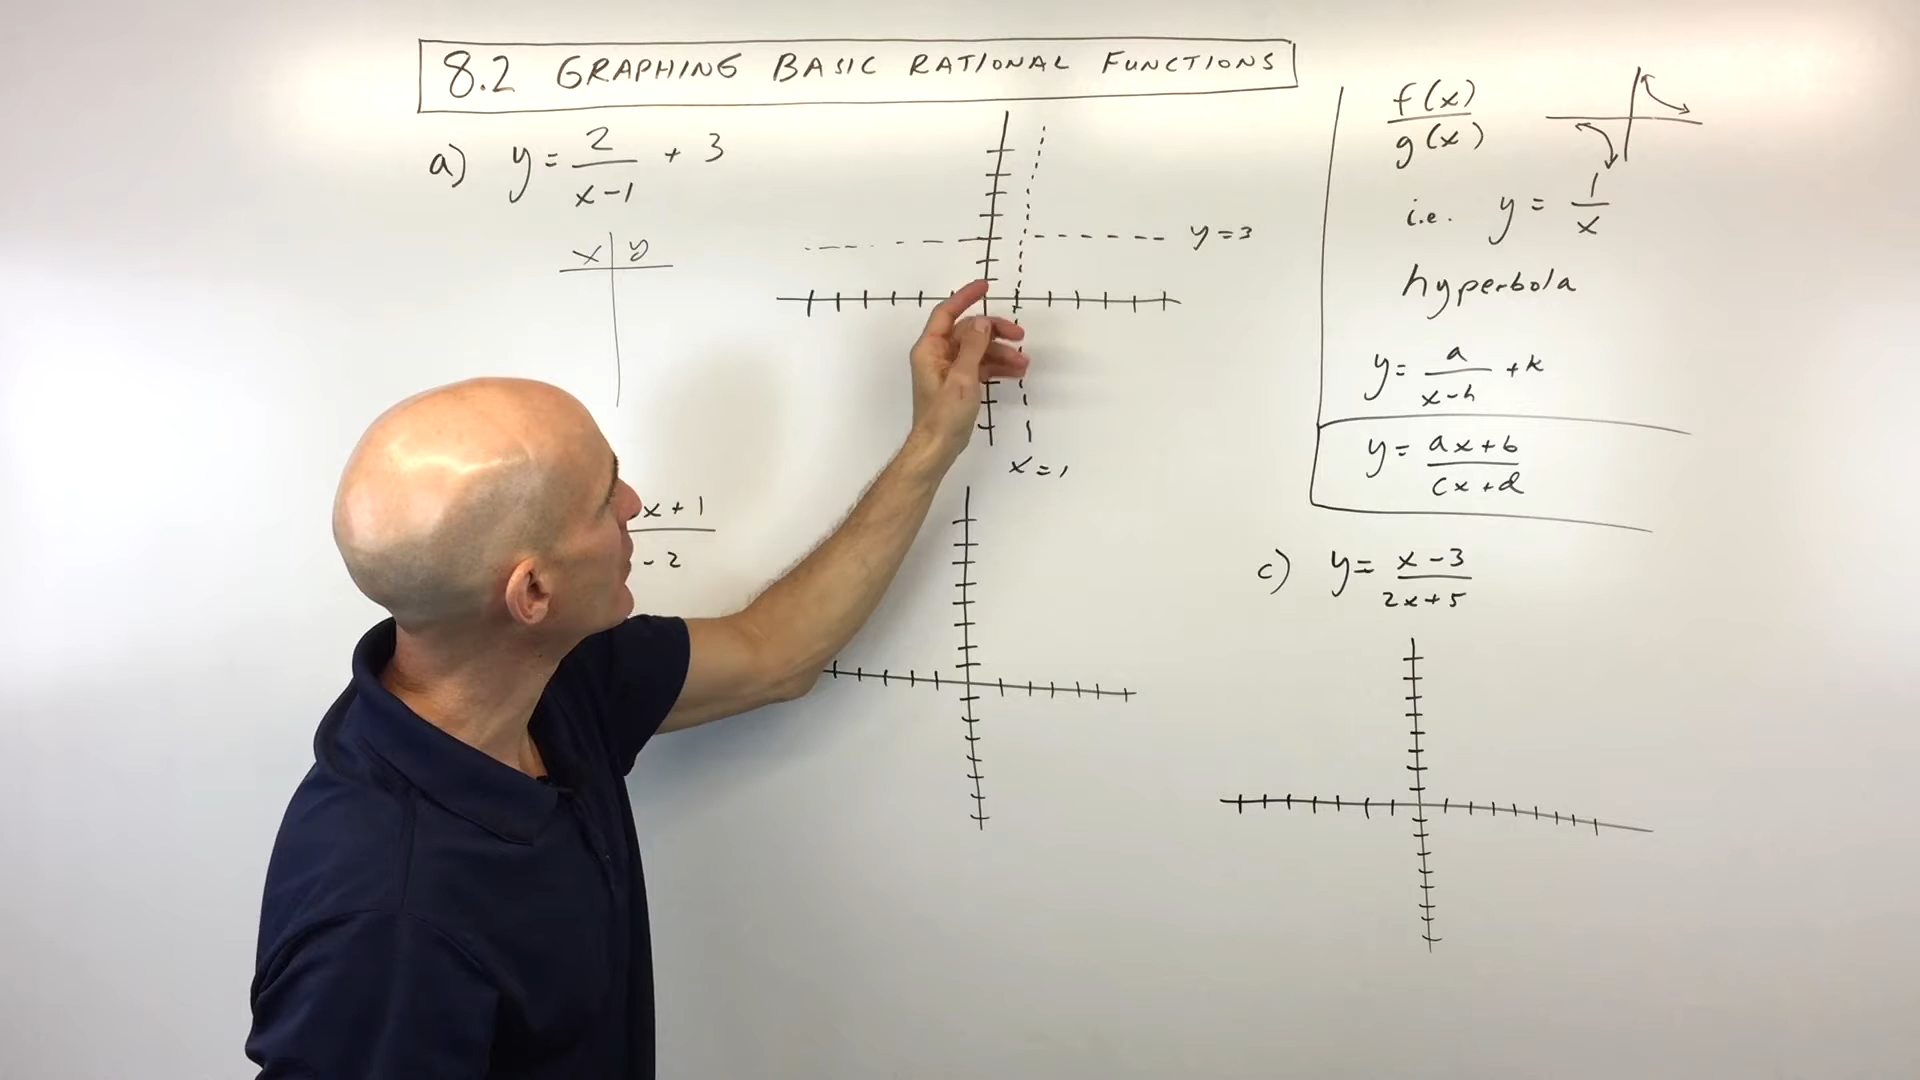 8.2 GRAPHING BASIC RATIONAL FUNCTIONS
a) y = 2/(x-1) + 3
x | y
y=3
x=1
x+1
-2
f(x)/g(x)
i.e. y = 1/x
hyperbola
y = a/(x-h) + k
y = (ax+b)/(cx+d)
c) y = (x-3)/(2x+5)